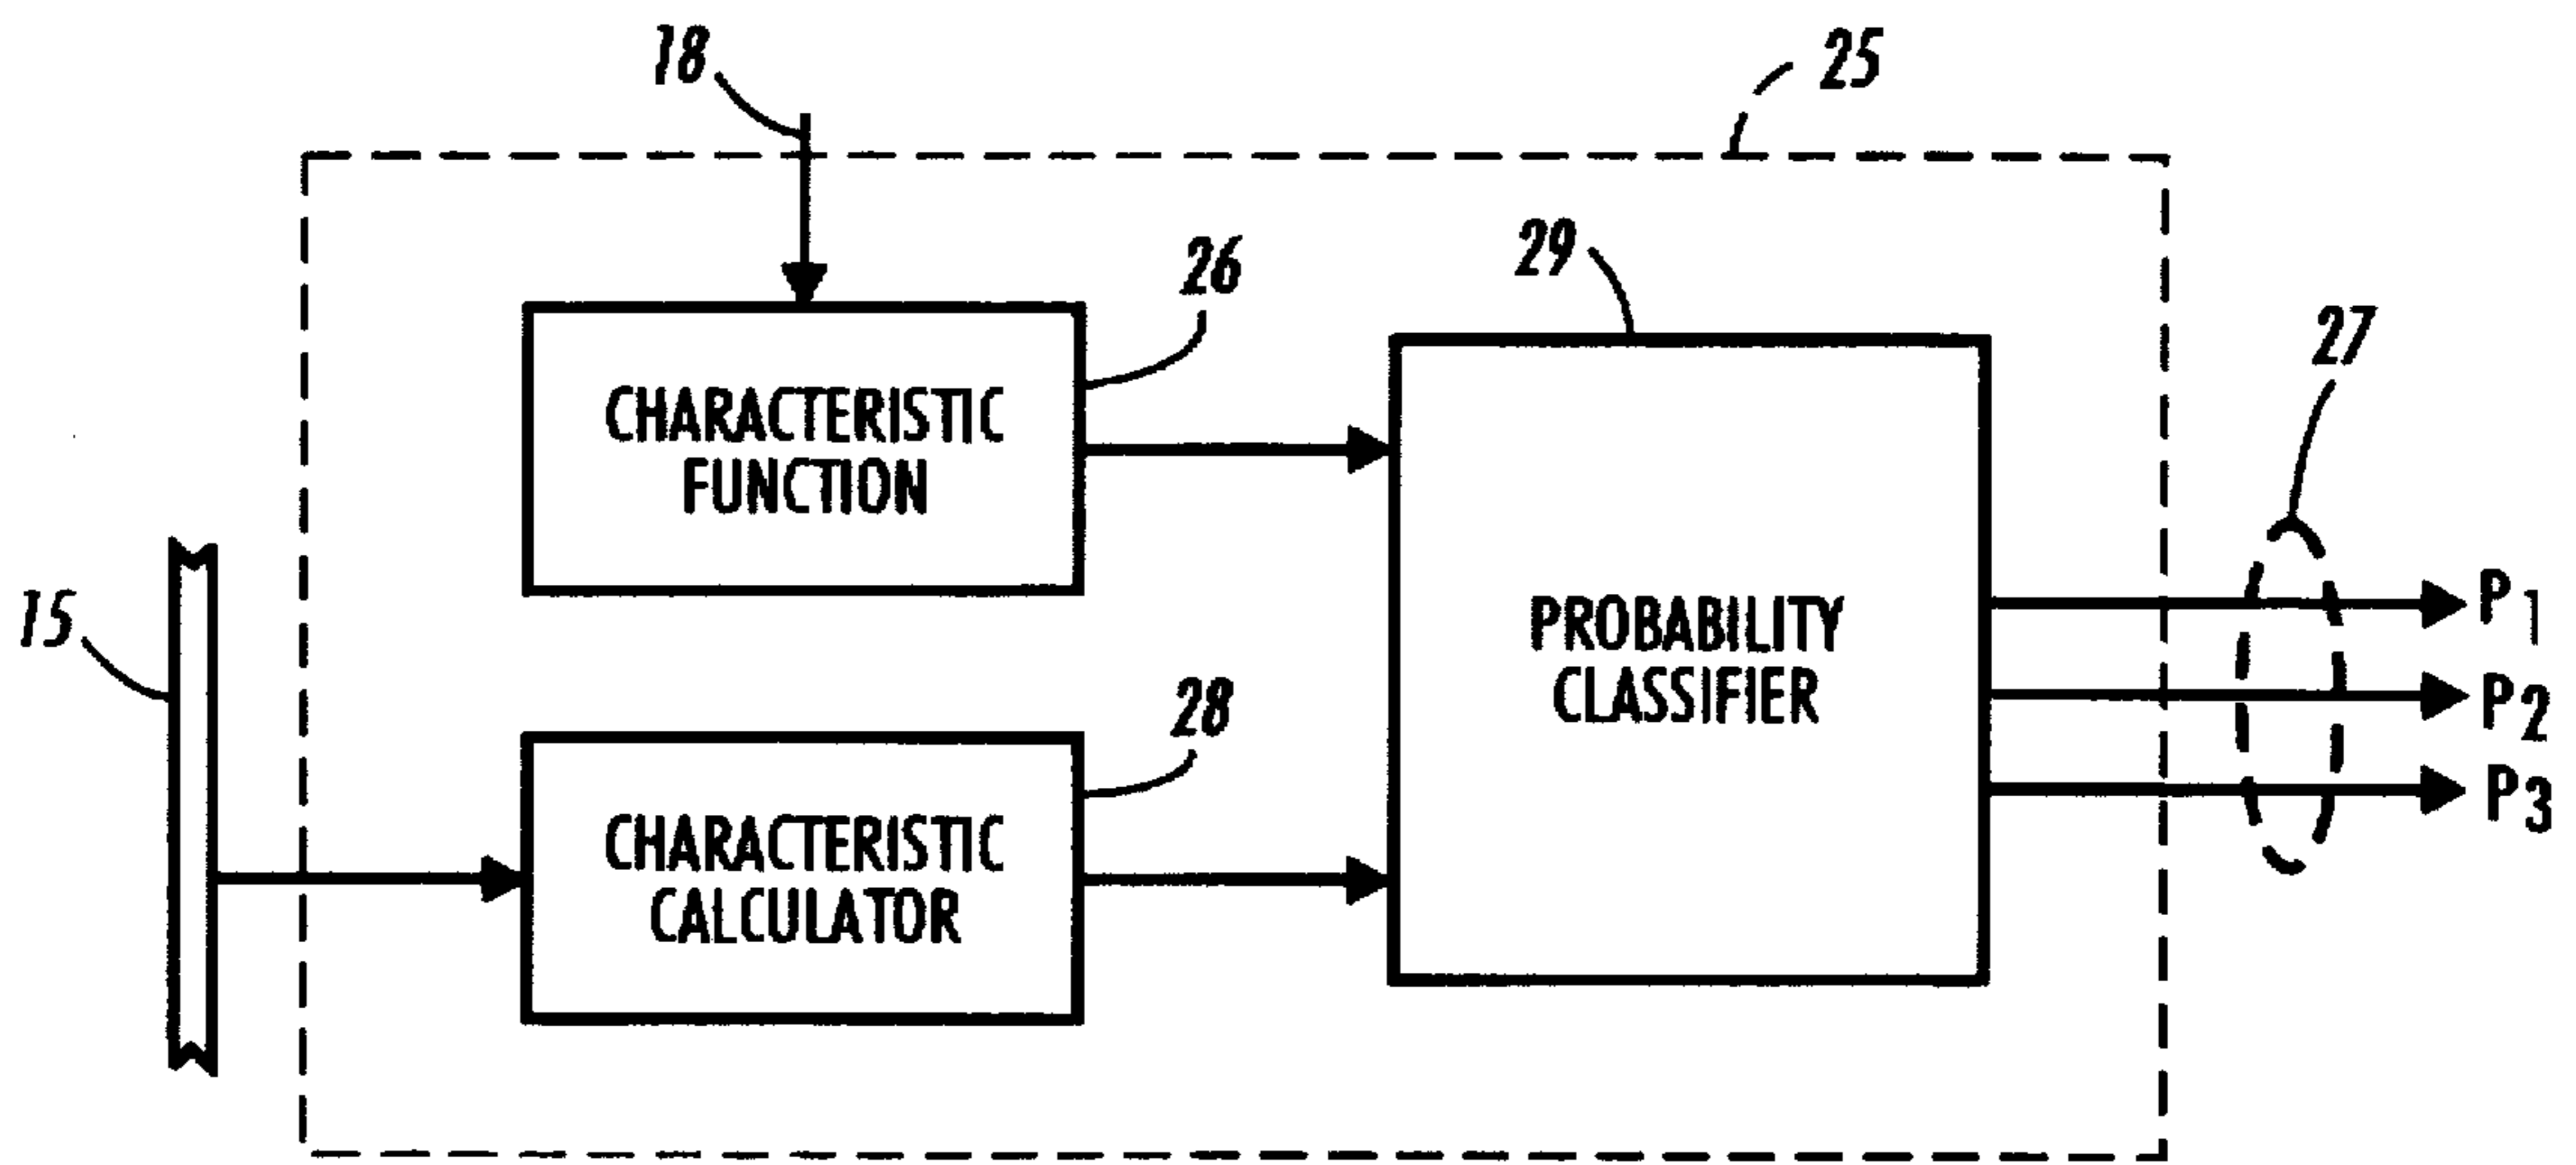 18
25
26
29
27
CHARACTERISTIC
FUNCTION
15
PROBABILITY
CLASSIFIER
P1
P2
P3
28
CHARACTERISTIC
CALCULATOR